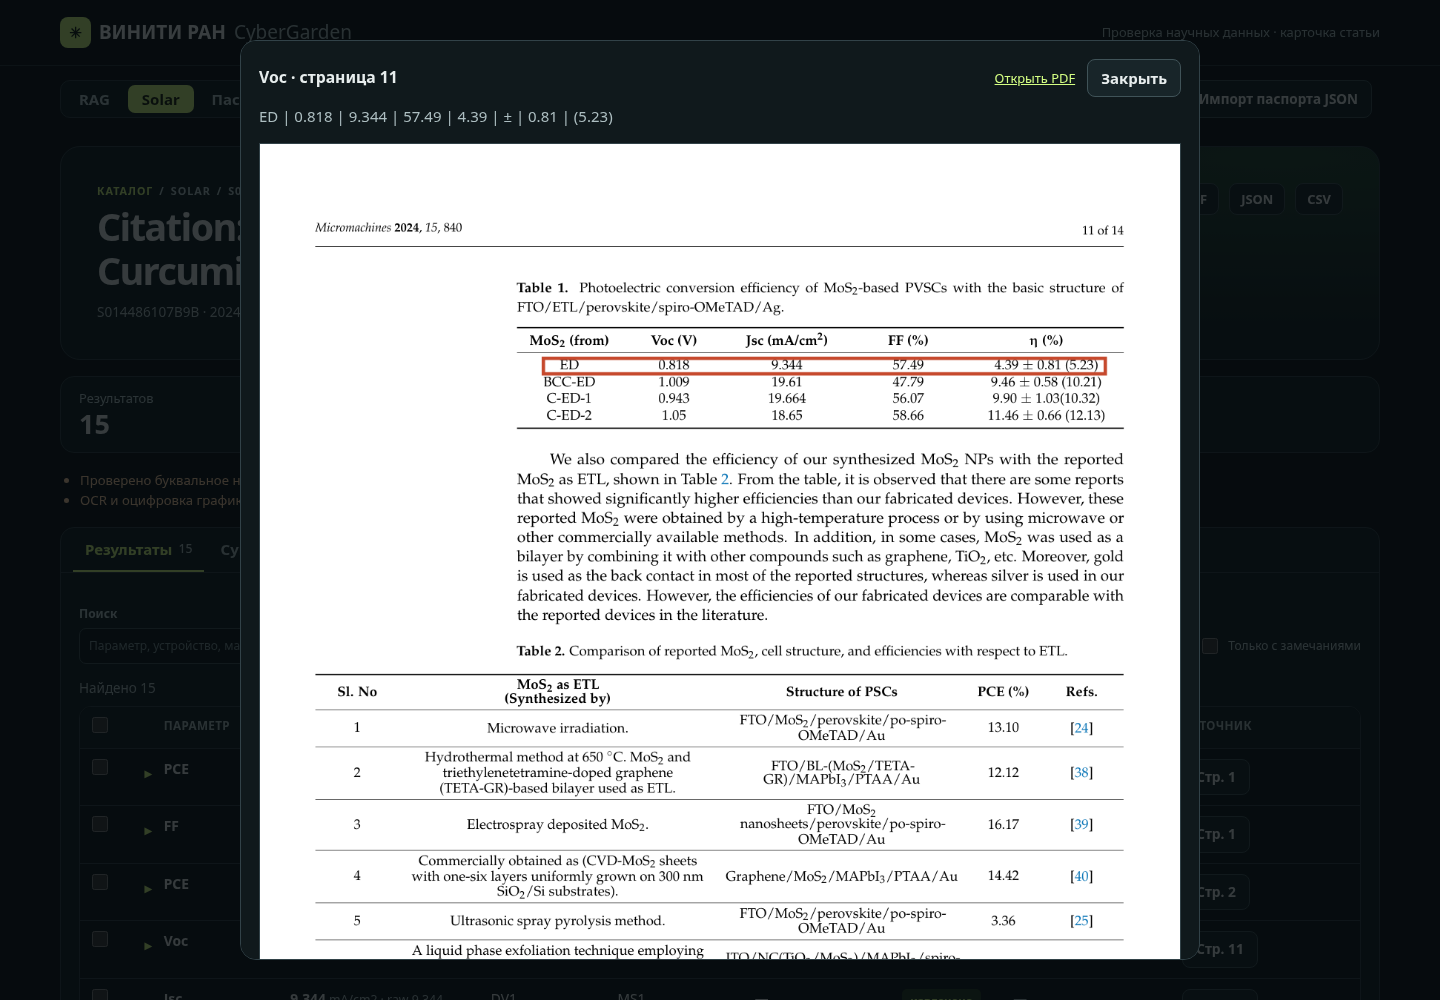 ВИНИТИ РАН CyberGarden
Проверка научных данных · карточка статьи
RAG Solar
Импорт паспорта JSON
КАТАЛОГ / SOLAR /
Citation:
Curcumi
S014486107B9B · 2024
JSON CSV
Результатов
15
Проверено буквальное
OCR и оцифровка
Результаты 15
Поиск
Параметр, устройство,
Только с замечаниями
Найдено 15
ПАРАМЕТР
PCE
Стр. 1
FF
Стр. 1
PCE
Стр. 2
Voc
Стр. 11
Jsc 9.344 mA/cm2 · raw 9.344 DV1 MS1
Voc · страница 11
Открыть PDF
Закрыть
ED | 0.818 | 9.344 | 57.49 | 4.39 | ± | 0.81 | (5.23)
Micromachines 2024, 15, 840
11 of 14
Table 1. Photoelectric conversion efficiency of MoS2-based PVSCs with the basic structure of
FTO/ETL/perovskite/spiro-OMeTAD/Ag.
MoS2 (from) Voc (V) Jsc (mA/cm2) FF (%) η (%)
ED 0.818 9.344 57.49 4.39 ± 0.81 (5.23)
BCC-ED 1.009 19.61 47.79 9.46 ± 0.58 (10.21)
C-ED-1 0.943 19.664 56.07 9.90 ± 1.03(10.32)
C-ED-2 1.05 18.65 58.66 11.46 ± 0.66 (12.13)
We also compared the efficiency of our synthesized MoS2 NPs with the reported
MoS2 as ETL, shown in Table 2. From the table, it is observed that there are some reports
that showed significantly higher efficiencies than our fabricated devices. However, these
reported MoS2 were obtained by a high-temperature process or by using microwave or
other commercially available methods. In addition, in some cases, MoS2 was used as a
bilayer by combining it with other compounds such as graphene, TiO2, etc. Moreover, gold
is used as the back contact in most of the reported structures, whereas silver is used in our
fabricated devices. However, the efficiencies of our fabricated devices are comparable with
the reported devices in the literature.
Table 2. Comparison of reported MoS2, cell structure, and efficiencies with respect to ETL.
Sl. No
MoS2 as ETL
(Synthesized by)
Structure of PSCs
PCE (%)
Refs.
1
Microwave irradiation.
FTO/MoS2/perovskite/po-spiro-
OMeTAD/Au
13.10
[24]
2
Hydrothermal method at 650 °C. MoS2 and
triethylenetetramine-doped graphene
(TETA-GR)-based bilayer used as ETL.
FTO/BL-(MoS2/TETA-
GR)/MAPbI3/PTAA/Au
12.12
[38]
3
Electrospray deposited MoS2.
FTO/MoS2
nanosheets/perovskite/po-spiro-
OMeTAD/Au
16.17
[39]
4
Commercially obtained as (CVD-MoS2 sheets
with one-six layers uniformly grown on 300 nm
SiO2/Si substrates).
Graphene/MoS2/MAPbI3/PTAA/Au
14.42
[40]
5
Ultrasonic spray pyrolysis method.
FTO/MoS2/perovskite/po-spiro-
OMeTAD/Au
3.36
[25]
A liquid phase exfoliation technique employing
ITO/NC(TiO2/MoS2)/MAPbI3/spiro-